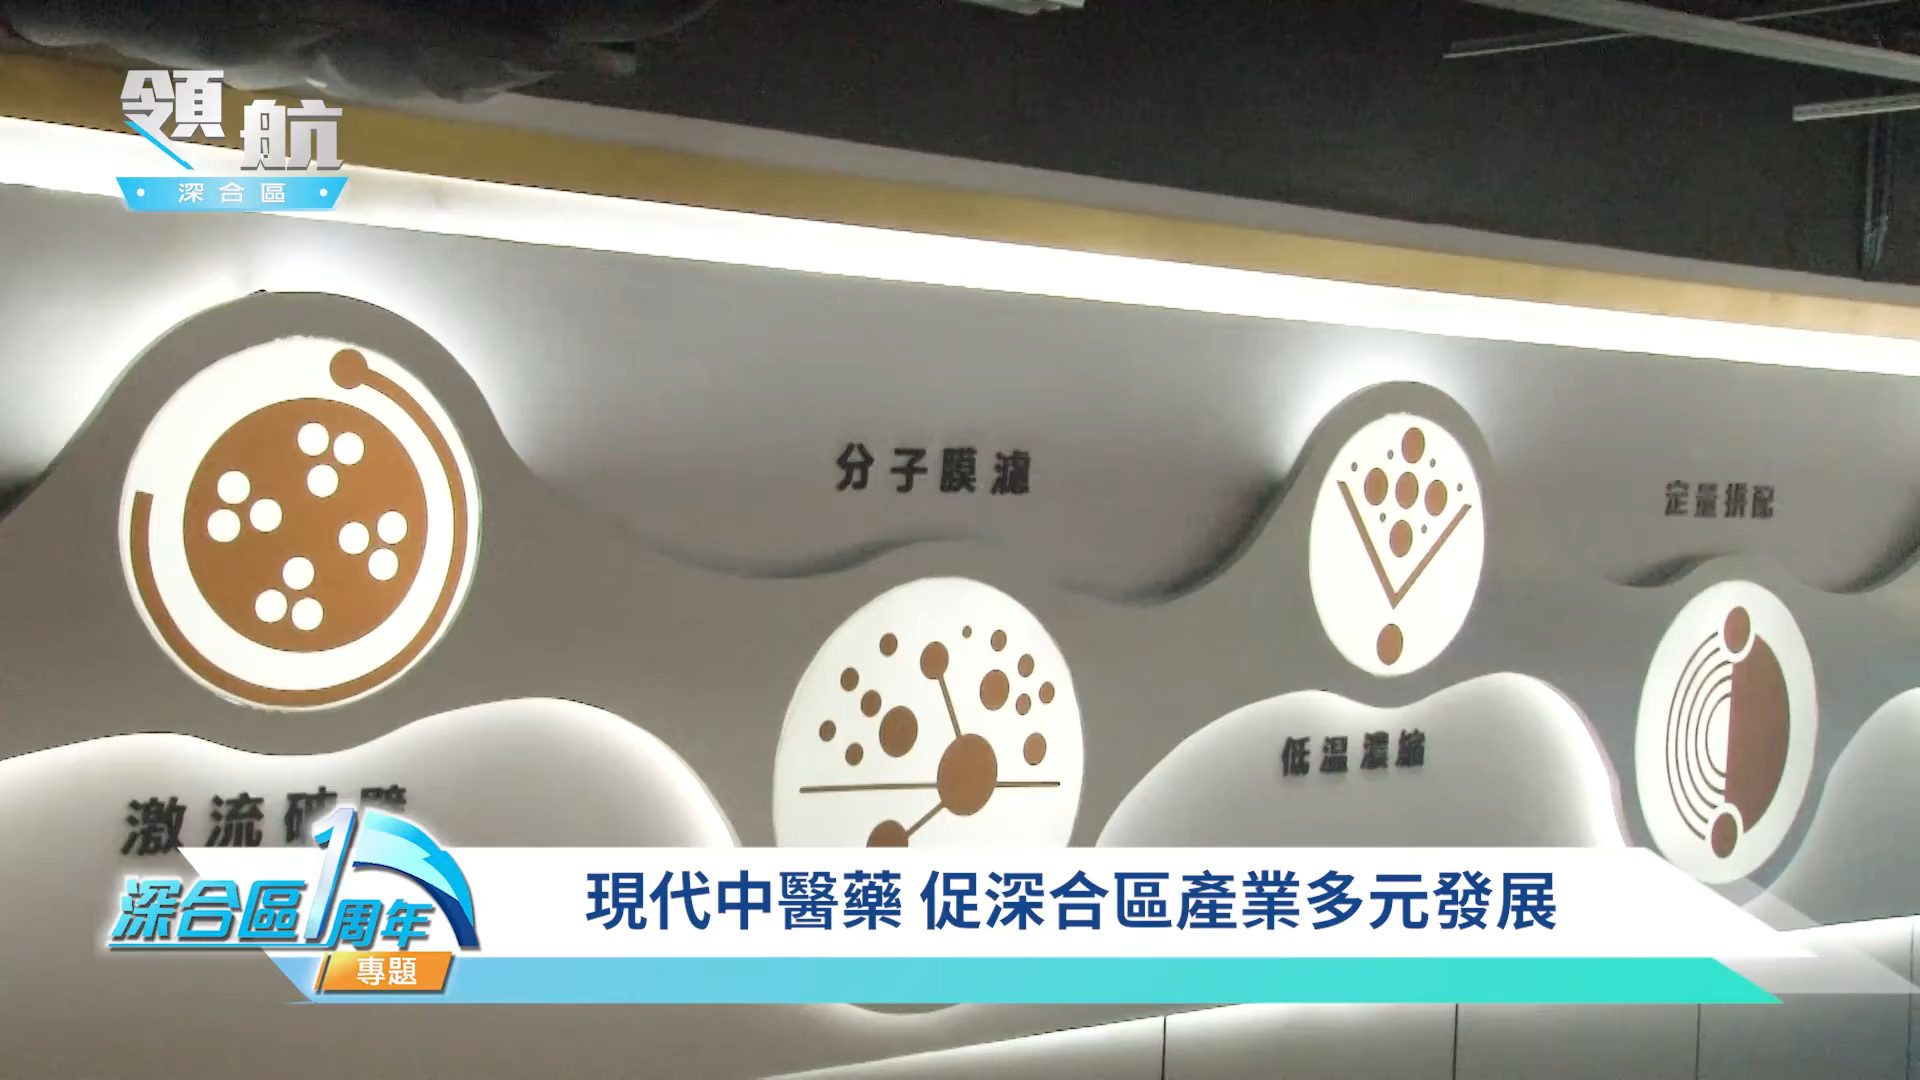 領航
深合區
分子膜濾
定量拼配
低温濃縮
激流破壁
深合區1周年
專題
現代中醫藥 促深合區產業多元發展